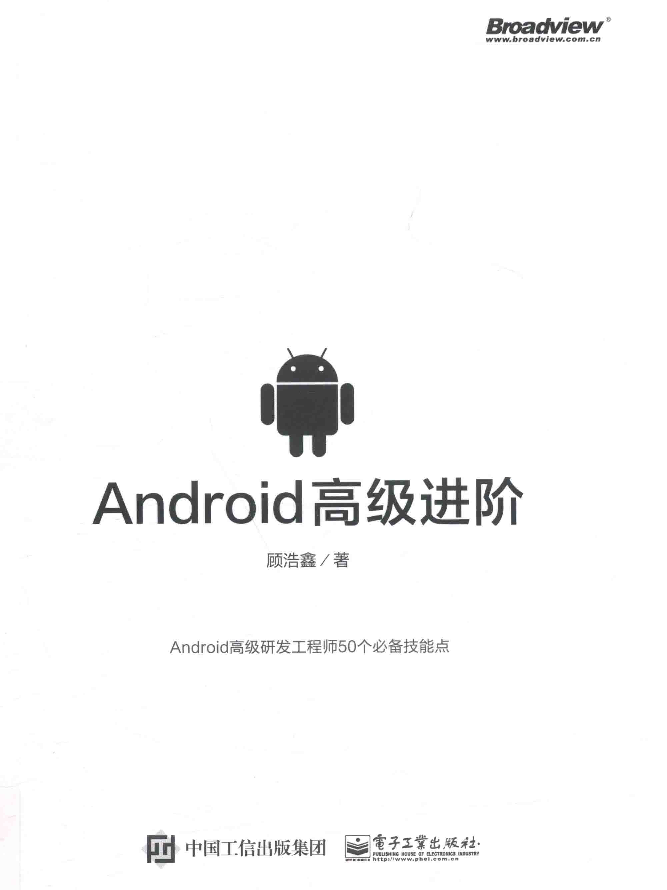 Broadview®
www.broadview.com.cn
Android高级进阶
顾浩鑫/著
Android高级研发工程师50个必备技能点
中国工信出版集团
電子工業出版社·
PUBLISHING HOUSE OF ELECTRONICS INDUSTRY
http://www.phei.com.cn